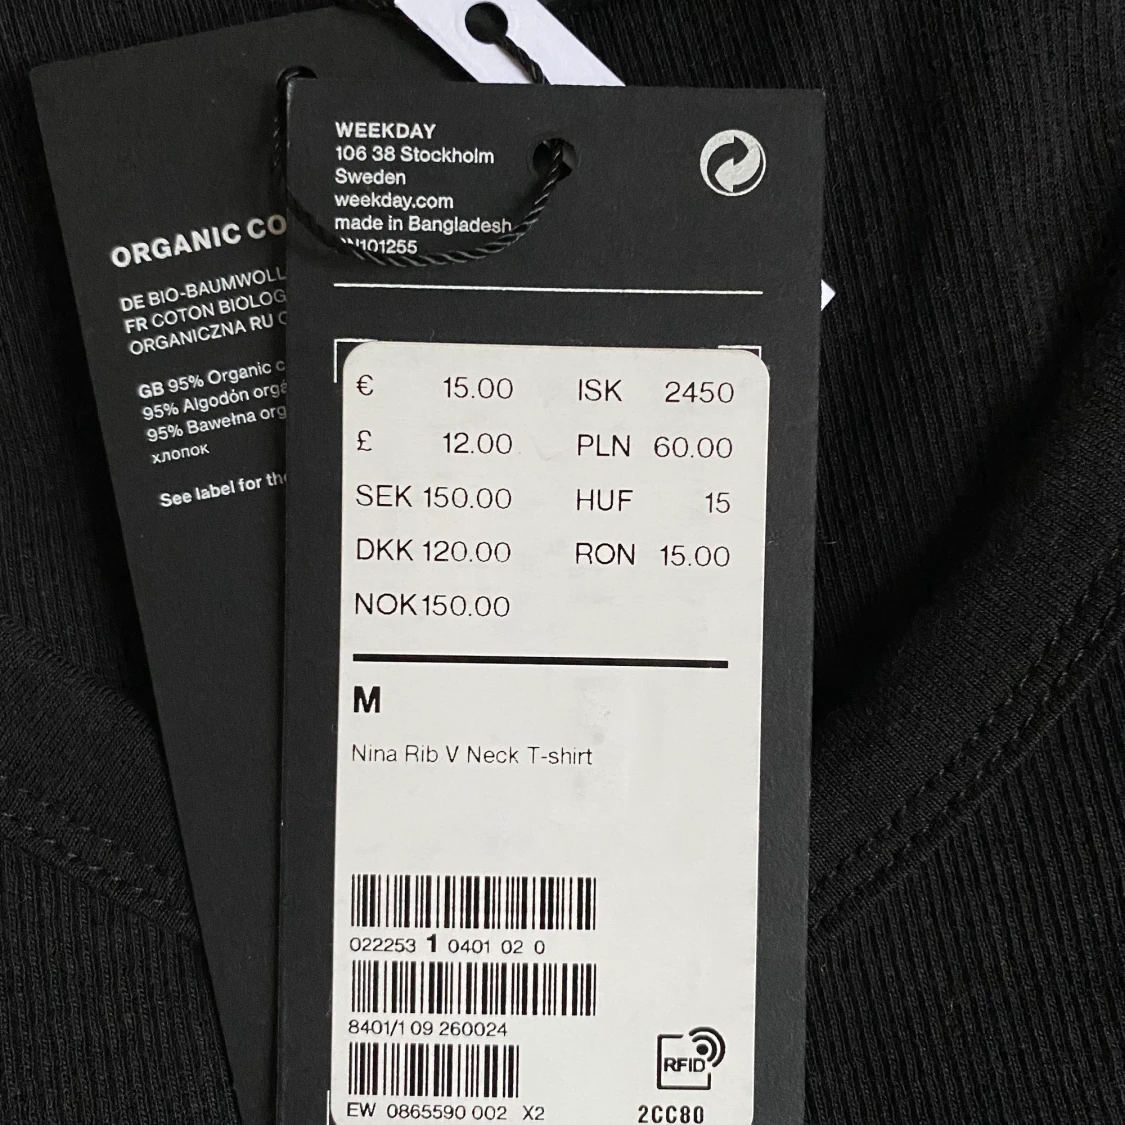 WEEKDAY
106 38 Stockholm
Sweden
weekday.com
made in Bangladesh
101255
ORGANIC
DE BIO-BAUMWOLL
FR COTON BIOLOG
ORGANICZNA RU
GB 95% Organic
95% Algodón orgá
95% Bawełna org
хлопок
See label for
€ 15.00 ISK 2450
£ 12.00 PLN 60.00
SEK 150.00 HUF 15
DKK 120.00 RON 15.00
NOK 150.00
M
Nina Rib V Neck T-shirt
022253 1 0401 02 0
8401/1 09 260024
RFID
EW 0865590 002 X2
2CC80